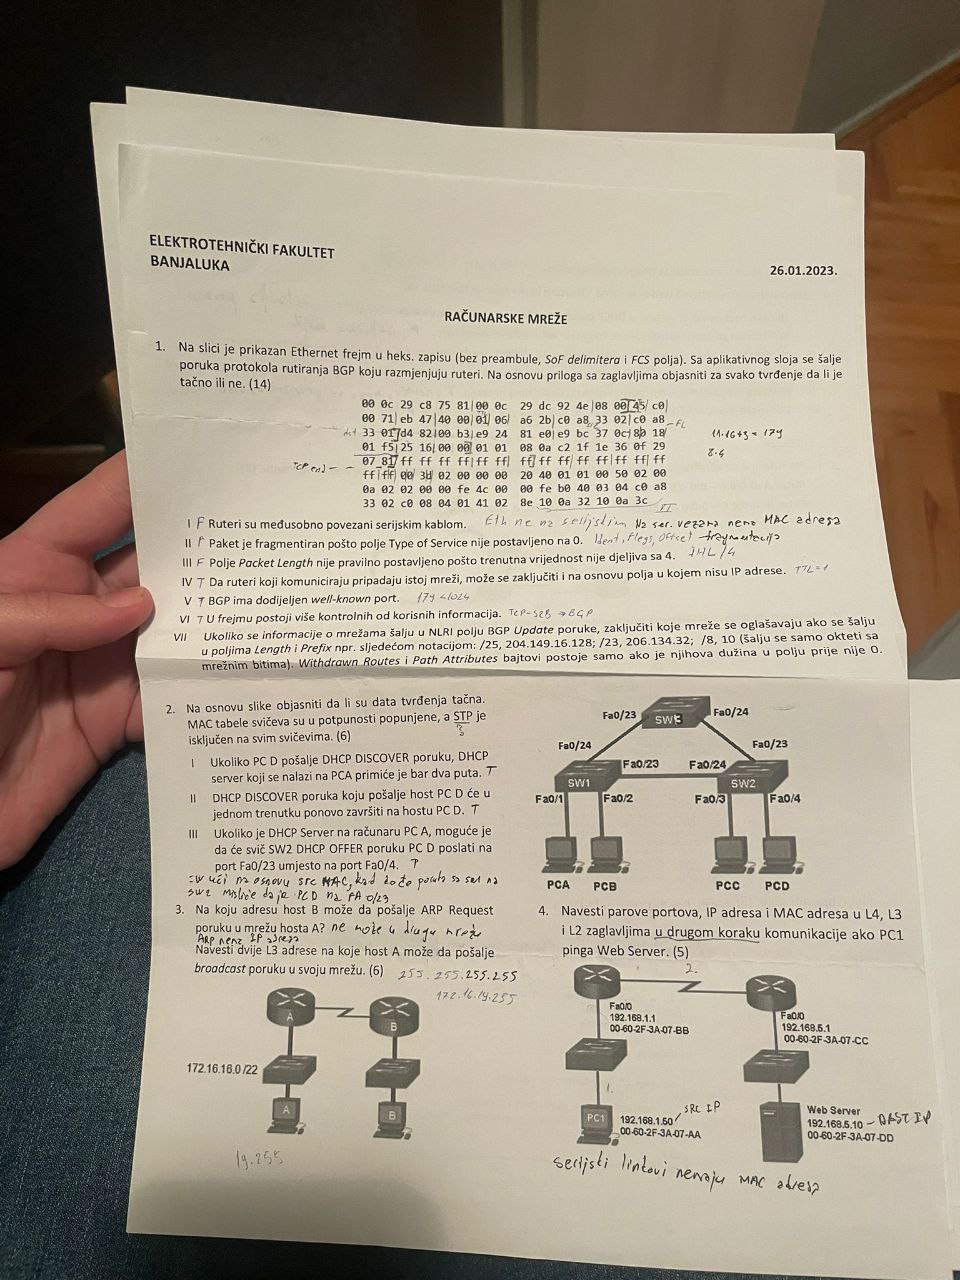 ELEKTROTEHNIČKI FAKULTET
BANJALUKA
26.01.2023.
RAČUNARSKE MREŽE
1. Na slici je prikazan Ethernet frejm u heks. zapisu (bez preambule, SoF delimitera i FCS polja). Sa aplikativnog sloja se šalje
poruka protokola rutiranja BGP koju razmjenjuju ruteri. Na osnovu priloga sa zaglavljima objasniti za svako tvrđenje da li je
tačno ili ne. (14)
00 0c 29 c8 75 81 00 0c 29 dc 92 4e 08 00 45 c0
00 71 eb 47 40 00 01 06 a6 2b c0 a8 33 02 c0 a8
33 01 d4 82 00 b3 e9 24 81 e0 e9 bc 37 0c 80 18
01 f5 25 16 00 00 01 01 08 0a c2 1f 1e 36 0f 29
07 81 ff ff ff ff ff ff ff ff ff ff ff ff ff ff
ff ff 00 3d 02 00 00 00 20 40 01 01 00 50 02 00
0a 02 02 00 00 fe 4c 00 00 fe b0 40 03 04 c0 a8
33 02 c0 08 04 01 41 02 8e 10 0a 32 10 0a 3c
FL
11·16+3 = 179
8·4
TCP end
I F Ruteri su međusobno povezani serijskim kablom. Eth ne na serijskim Na ser. vezama nema MAC adresa
II F Paket je fragmentiran pošto polje Type of Service nije postavljeno na 0. Ident, Flegs, Offset fragmentacija
III F Polje Packet Length nije pravilno postavljeno pošto trenutna vrijednost nije djeljiva sa 4. IHL/4
IV T Da ruteri koji komuniciraju pripadaju istoj mreži, može se zaključiti i na osnovu polja u kojem nisu IP adrese. TTL=1
V T BGP ima dodijeljen well-known port. 179 <1024
VI T U frejmu postoji više kontrolnih od korisnih informacija. TCP-52B → BGP
VII Ukoliko se informacije o mrežama šalju u NLRI polju BGP Update poruke, zaključiti koje mreže se oglašavaju ako se šalju
u poljima Length i Prefix npr. sljedećom notacijom: /25, 204.149.16.128; /23, 206.134.32; /8, 10 (šalju se samo okteti sa
mrežnim bitima). Withdrawn Routes i Path Attributes bajtovi postoje samo ako je njihova dužina u polju prije nije 0.
2. Na osnovu slike objasniti da li su data tvrđenja tačna.
MAC tabele svičeva su u potpunosti popunjene, a STP je
isključen na svim svičevima. (6)
I Ukoliko PC D pošalje DHCP DISCOVER poruku, DHCP
server koji se nalazi na PCA primiće je bar dva puta. T
II DHCP DISCOVER poruka koju pošalje host PC D će u
jednom trenutku ponovo završiti na hostu PC D. T
III Ukoliko je DHCP Server na računaru PC A, moguće je
da će svič SW2 DHCP OFFER poruku PC D poslati na
port Fa0/23 umjesto na port Fa0/4. T
SW uči na osnovu src MAC, kad dođe poruka sa SW1 na
SW2 misliće da je PCD na FA 0/23
Fa0/23
SW3
Fa0/24
Fa0/24
Fa0/23
Fa0/23
Fa0/24
SW1
SW2
Fa0/1
Fa0/2
Fa0/3
Fa0/4
PCA
PCB
PCC
PCD
3. Na koju adresu host B može da pošalje ARP Request
poruku u mrežu hosta A? ne može u drugu mrežu
ARP nema IP adresa
Navesti dvije L3 adrese na koje host A može da pošalje
broadcast poruku u svoju mrežu. (6) 255.255.255.255
172.16.19.255
A
B
172.16.16.0 /22
A
B
19.255
4. Navesti parove portova, IP adresa i MAC adresa u L4, L3
i L2 zaglavljima u drugom koraku komunikacije ako PC1
pinga Web Server. (5)
2.
Fa0/0
192.168.1.1
00-60-2F-3A-07-BB
Fa0/0
192.168.5.1
00-60-2F-3A-07-CC
1.
PC1
192.168.1.50 SRC IP
00-60-2F-3A-07-AA
Web Server
192.168.5.10 – DEST IP
00-60-2F-3A-07-DD
serijski linkovi nemaju MAC adresa